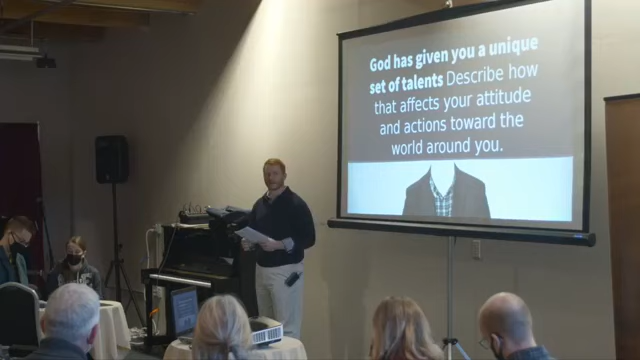 God has given you a unique
set of talents Describe how
that affects your attitude
and actions toward the
world around you.